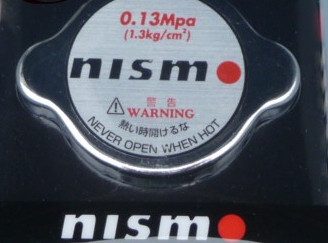 0.13Mpa
(1.3kg/cm²)
nismo
警告
⚠ WARNING
熱い時開けるな
NEVER OPEN WHEN HOT
nismo